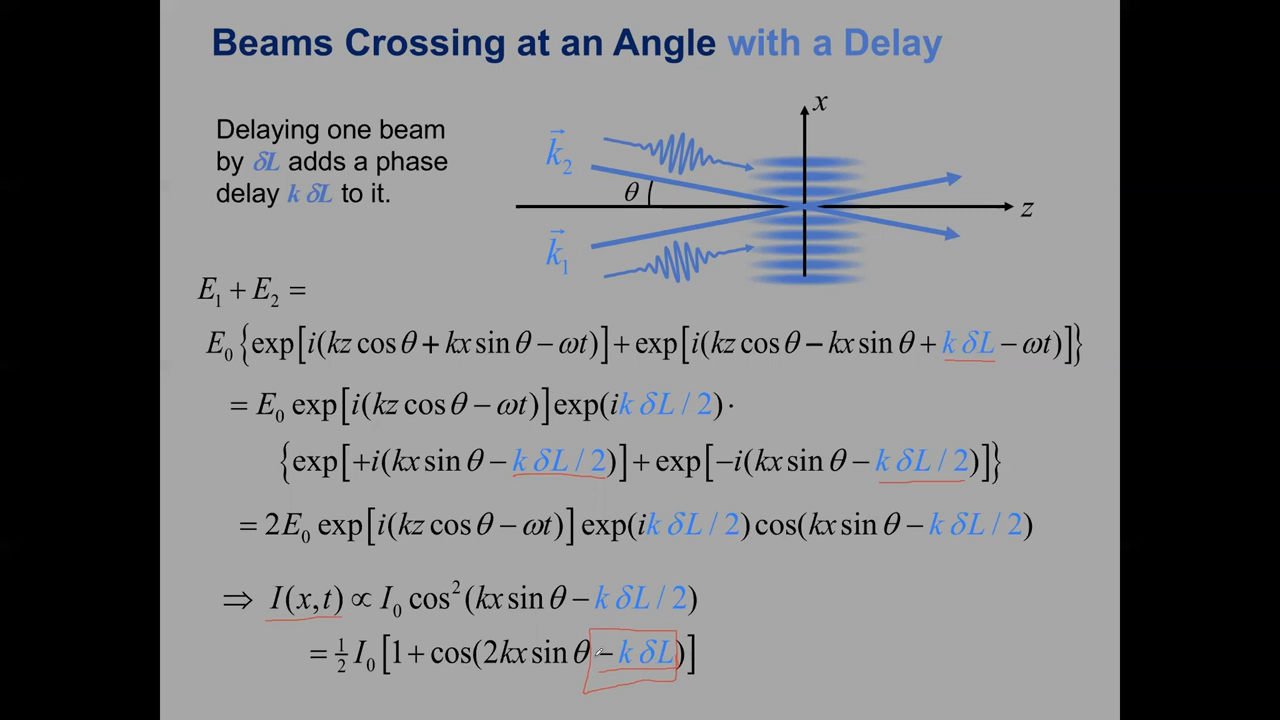 Beams Crossing at an Angle with a Delay
Delaying one beam
by δL adds a phase
delay k δL to it.
x
k⃗₂
θ
z
k⃗₁
E₁ + E₂ =
E₀ {exp[i(kz cos θ + kx sin θ − ωt)] + exp[i(kz cos θ − kx sin θ + k δL − ωt)]}
= E₀ exp[i(kz cos θ − ωt)] exp(ik δL / 2) ·
{exp[+i(kx sin θ − k δL / 2)] + exp[−i(kx sin θ − k δL / 2)]}
= 2E₀ exp[i(kz cos θ − ωt)] exp(ik δL / 2) cos(kx sin θ − k δL / 2)
⇒ I(x,t) ∝ I₀ cos²(kx sin θ − k δL / 2)
= ½ I₀ [1 + cos(2kx sin θ − k δL)]